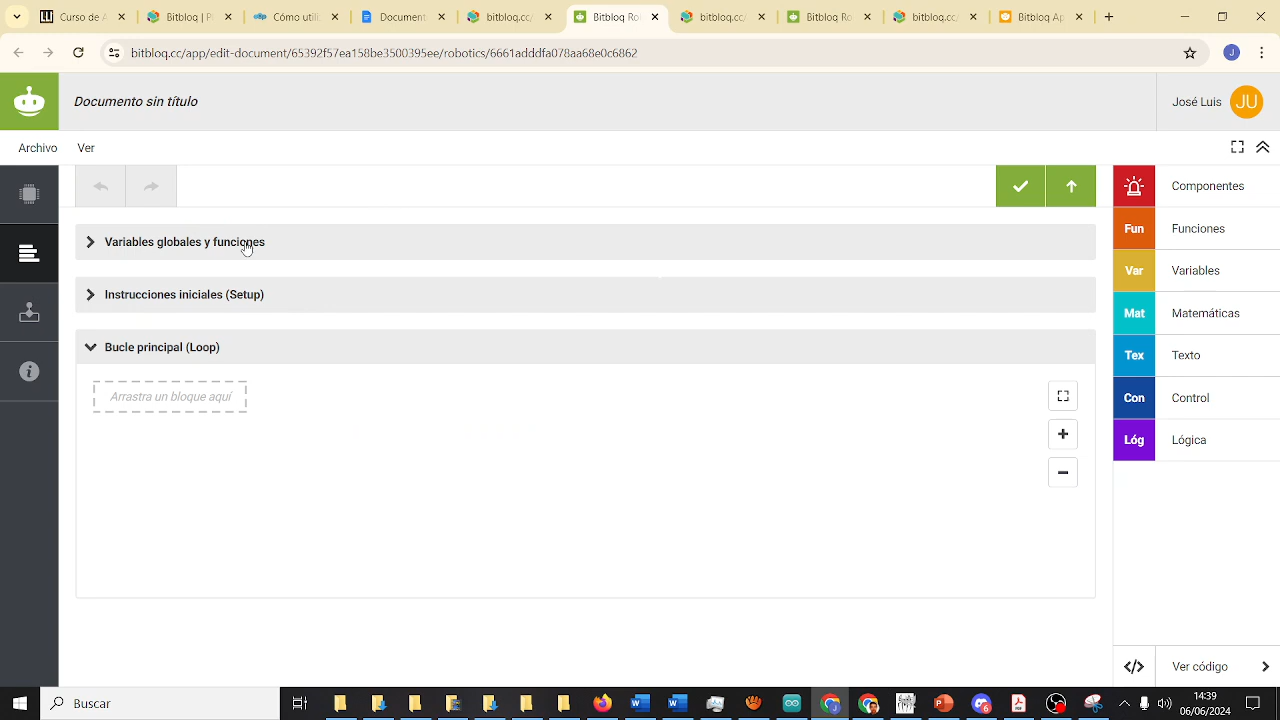 Curso de A
Bitbloq | P
Cómo utili
Document
bitbloq.cc/
Bitbloq Ro
bitbloq.cc/
Bitbloq Ro
bitbloq.cc/
Bitbloq Ap
bitbloq.cc/app/edit-document/65392f57ea158be3500395ee/robotics/6661adddfa078aa68e0c6862
J
Documento sin título
José Luis
JU
Archivo
Ver
Variables globales y funciones
Instrucciones iniciales (Setup)
Bucle principal (Loop)
Arrastra un bloque aquí
Componentes
Fun Funciones
Var Variables
Mat Matemáticas
Tex Texto
Con Control
Lóg Lógica
</> Ver código
Buscar
14:39
06/06/2024